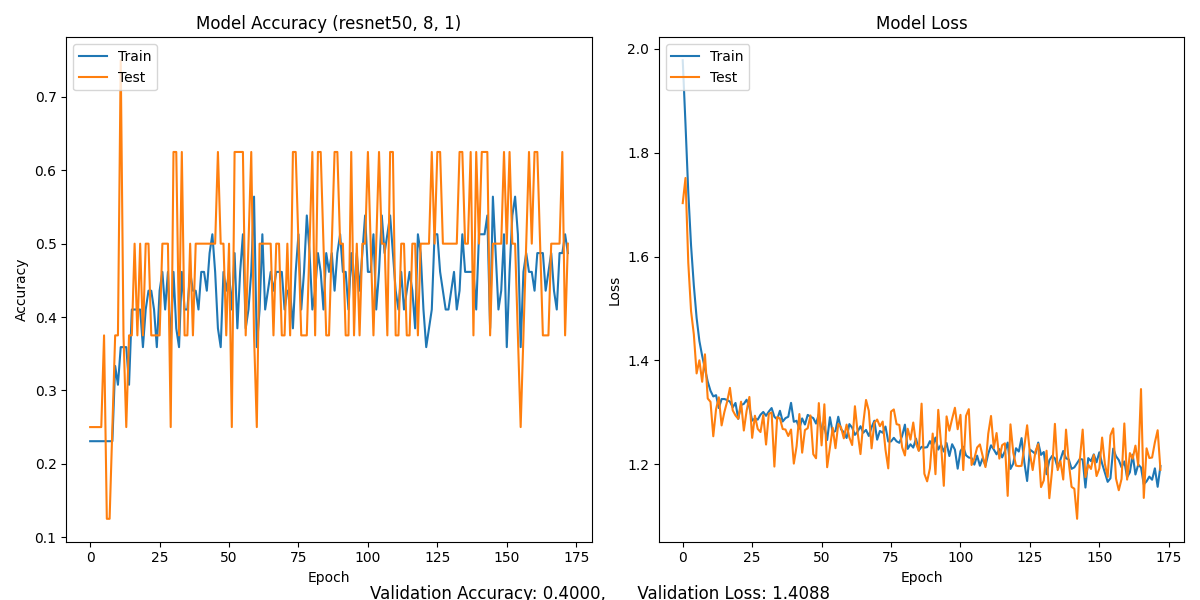 Model Accuracy (resnet50, 8, 1)
Train
Test
Accuracy
0.7
0.6
0.5
0.4
0.3
0.2
0.1
0 25 50 75 100 125 150 175
Epoch
Model Loss
Train
Test
Loss
2.0
1.8
1.6
1.4
1.2
0 25 50 75 100 125 150 175
Epoch
Validation Accuracy: 0.4000, Validation Loss: 1.4088